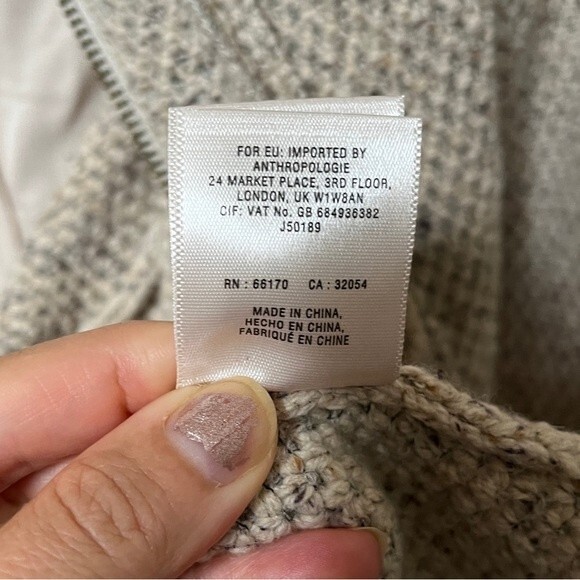 FOR EU: IMPORTED BY
ANTHROPOLOGIE
24 MARKET PLACE, 3RD FLOOR,
LONDON, UK W1W8AN
CIF: VAT No. GB 684936382
J50189
RN : 66170 CA : 32054
MADE IN CHINA,
HECHO EN CHINA,
FABRIQUÉ EN CHINE